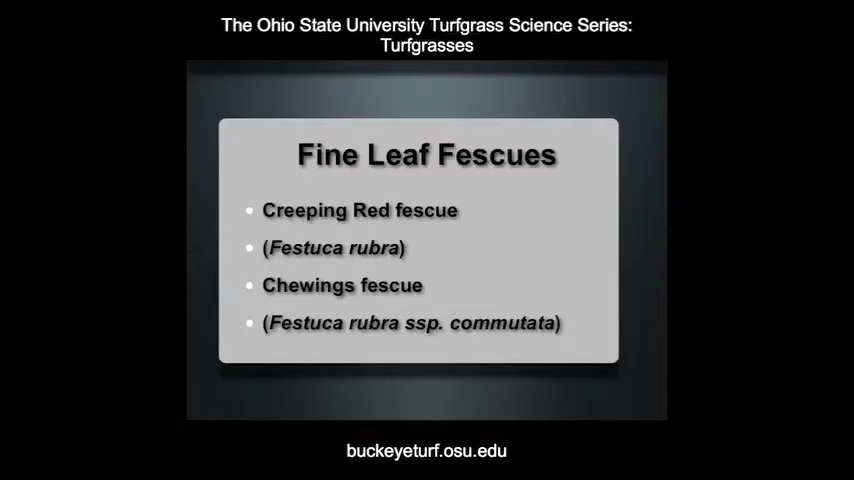 The Ohio State University Turfgrass Science Series:
Turfgrasses
Fine Leaf Fescues
• Creeping Red fescue
• (Festuca rubra)
• Chewings fescue
• (Festuca rubra ssp. commutata)
buckeyeturf.osu.edu